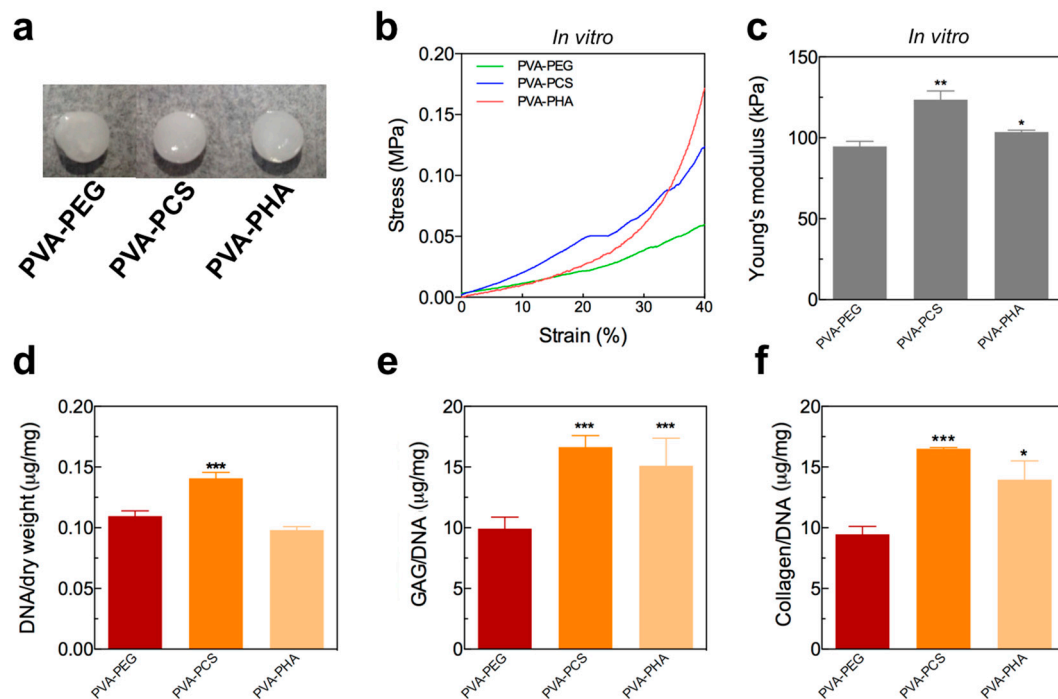 a
PVA-PEG
PVA-PCS
PVA-PHA
b
In vitro
PVA-PEG
PVA-PCS
PVA-PHA
Stress (MPa)
0.20
0.15
0.10
0.05
0.00
0
10
20
30
40
Strain (%)
c
In vitro
Young's modulus (kPa)
150
100
50
0
**
*
PVA-PEG
PVA-PCS
PVA-PHA
d
DNA/dry weight (μg/mg)
0.20
0.15
0.10
0.05
0.00
***
PVA-PEG
PVA-PCS
PVA-PHA
e
GAG/DNA (μg/mg)
20
15
10
5
0
***
***
PVA-PEG
PVA-PCS
PVA-PHA
f
Collagen/DNA (μg/mg)
20
15
10
5
0
***
*
PVA-PEG
PVA-PCS
PVA-PHA